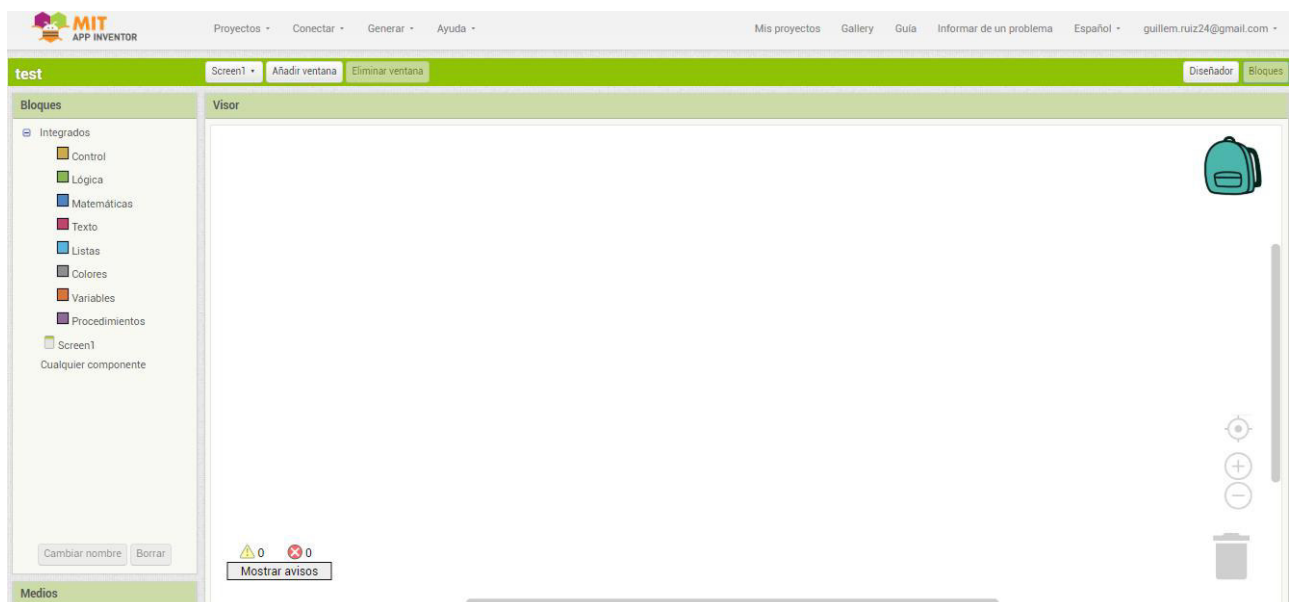 MIT
APP INVENTOR
Proyectos Conectar Generar Ayuda Mis proyectos Gallery Guía Informar de un problema Español guillem.ruiz24@gmail.com
test Screen1 Añadir ventana Eliminar ventana Diseñador Bloques
Bloques
Integrados
Control
Lógica
Matemáticas
Texto
Listas
Colores
Variables
Procedimientos
Screen1
Cualquier componente
Cambiar nombre Borrar
Medios
Visor
0 0
Mostrar avisos